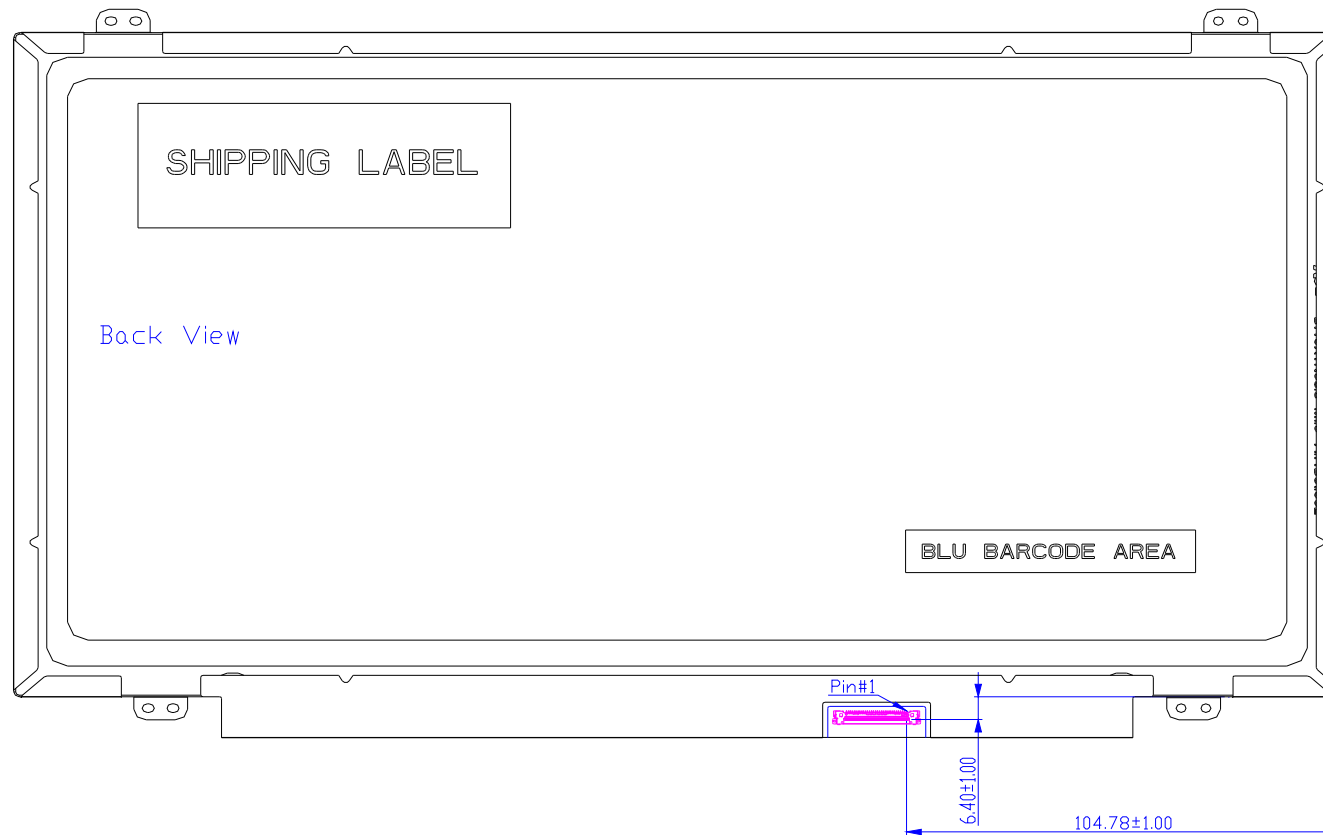 SHIPPING LABEL
Back View
BLU BARCODE AREA
Pin#1
6.40±1.00
104.78±1.00